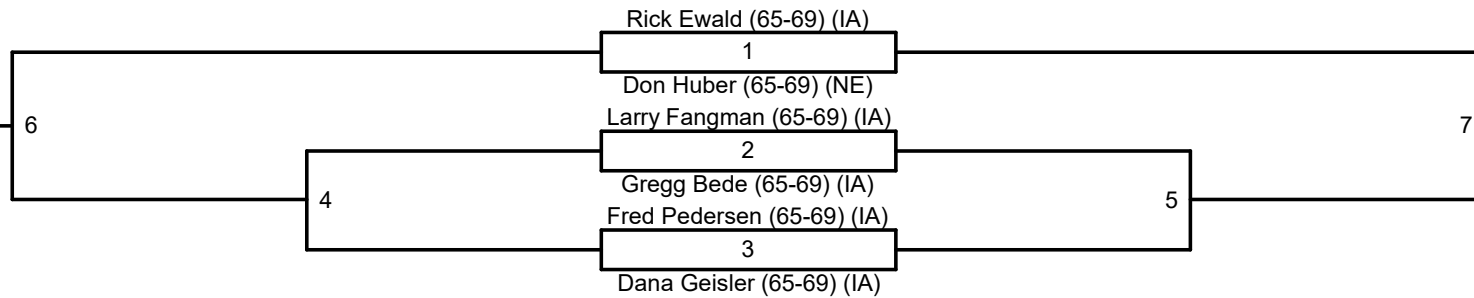 Rick Ewald (65-69) (IA)
1
Don Huber (65-69) (NE)
Larry Fangman (65-69) (IA)
6
7
2
Gregg Bede (65-69) (IA)
4
5
Fred Pedersen (65-69) (IA)
3
Dana Geisler (65-69) (IA)